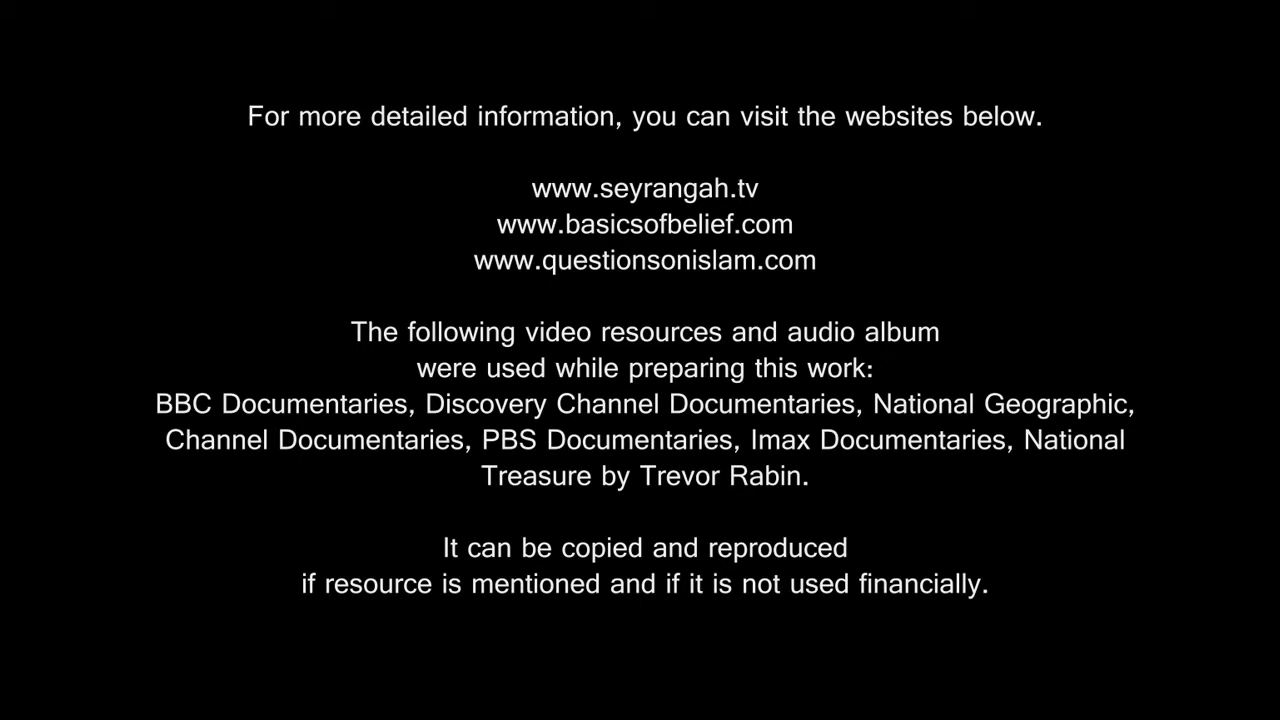 For more detailed information, you can visit the websites below.
www.seyrangah.tv
www.basicsofbelief.com
www.questionsonislam.com
The following video resources and audio album
were used while preparing this work:
BBC Documentaries, Discovery Channel Documentaries, National Geographic,
Channel Documentaries, PBS Documentaries, Imax Documentaries, National
Treasure by Trevor Rabin.
It can be copied and reproduced
if resource is mentioned and if it is not used financially.